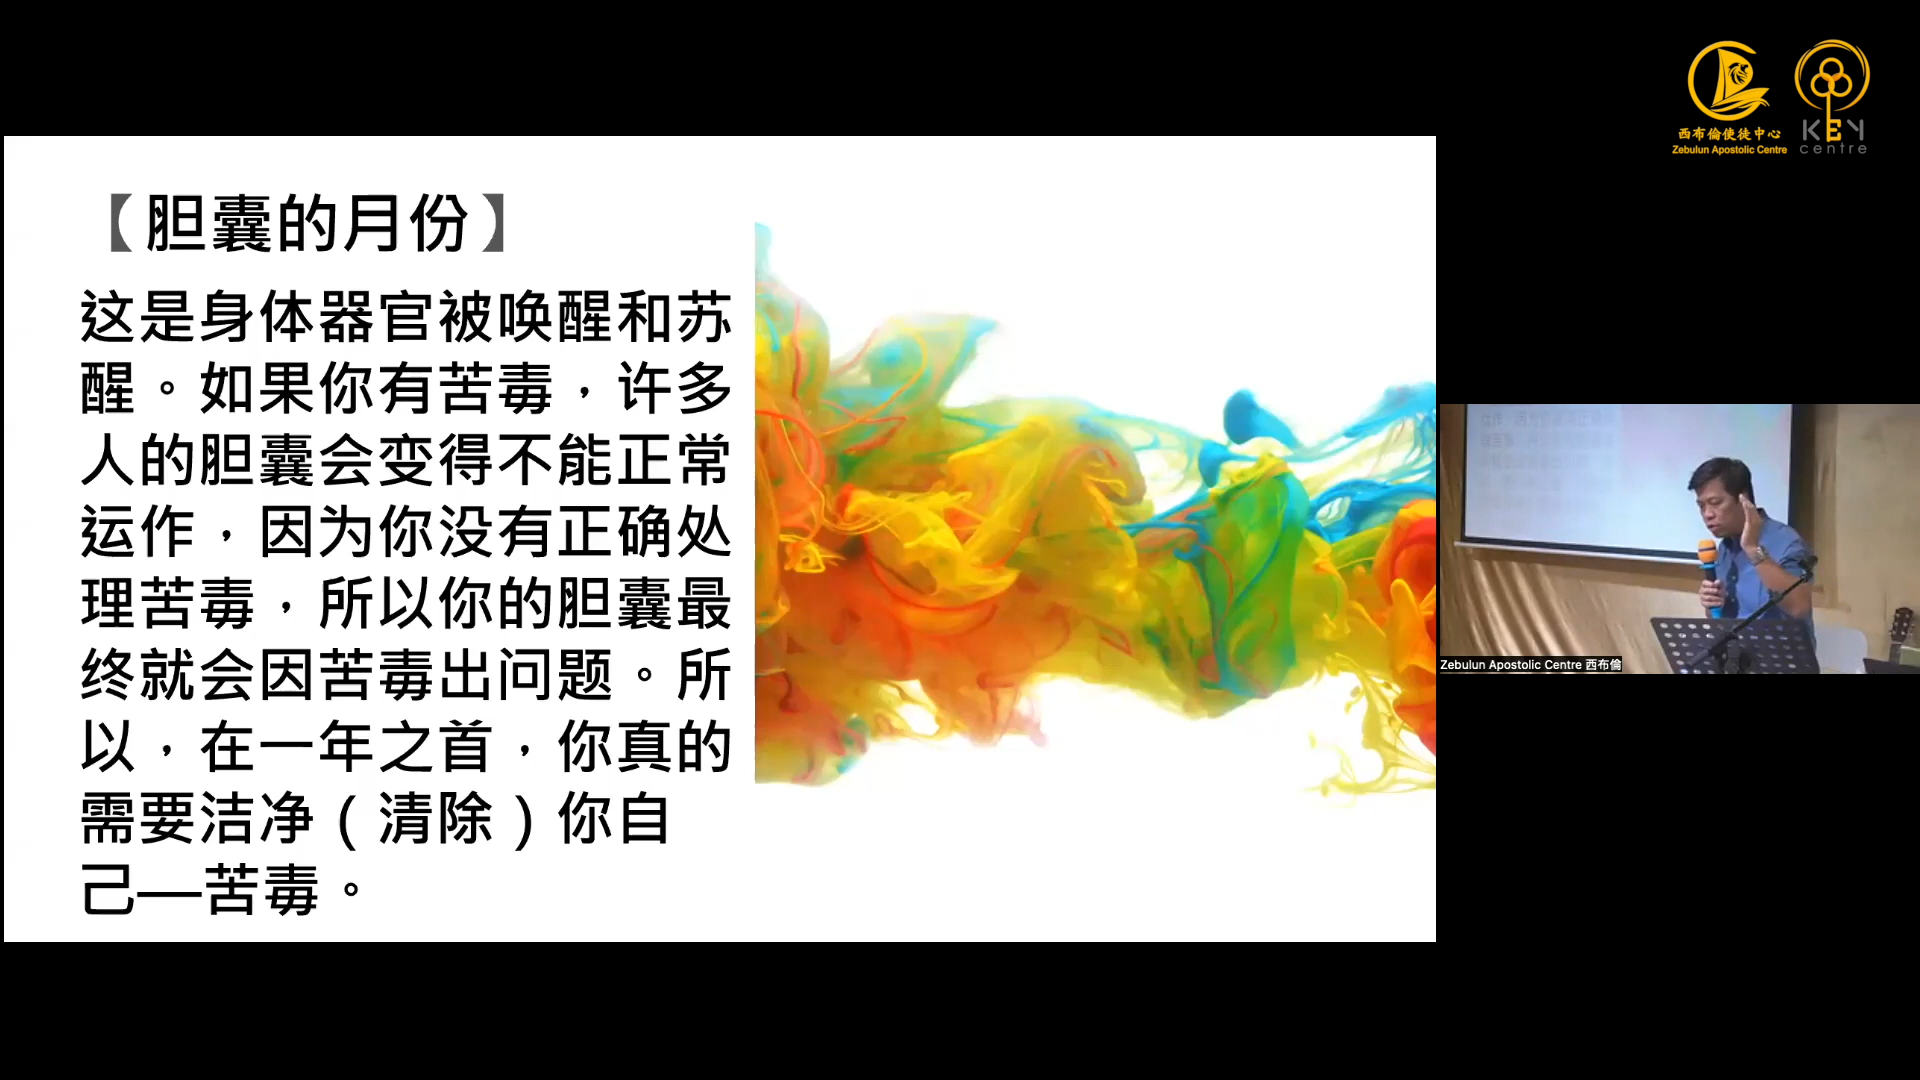 【胆囊的月份】
这是身体器官被唤醒和苏
醒。如果你有苦毒，许多
人的胆囊会变得不能正常
运作，因为你没有正确处
理苦毒，所以你的胆囊最
终就会因苦毒出问题。所
以，在一年之首，你真的
需要洁净（清除）你自
己—苦毒。
西布倫使徒中心
Zebulun Apostolic Centre
KEY
centre
Zebulun Apostolic Centre 西布倫